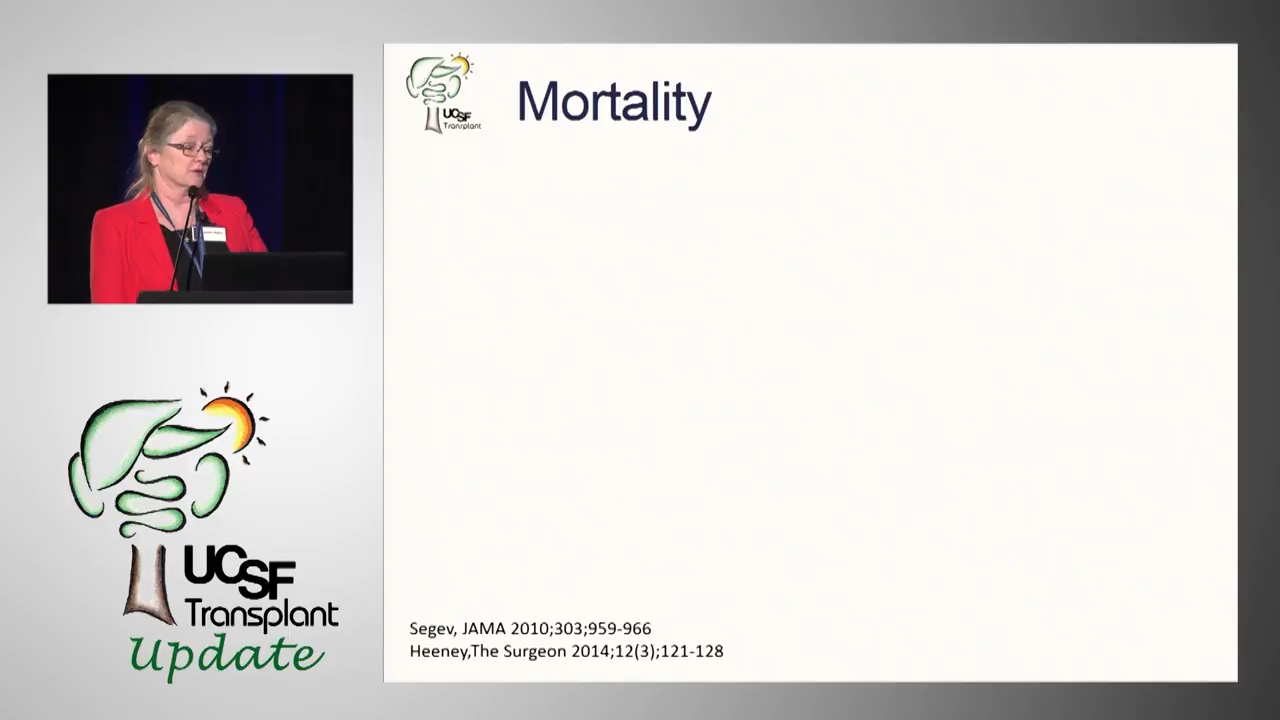 UCSF
Transplant
Mortality
UCSF
Transplant
Update
Segev, JAMA 2010;303;959-966
Heeney,The Surgeon 2014;12(3);121-128